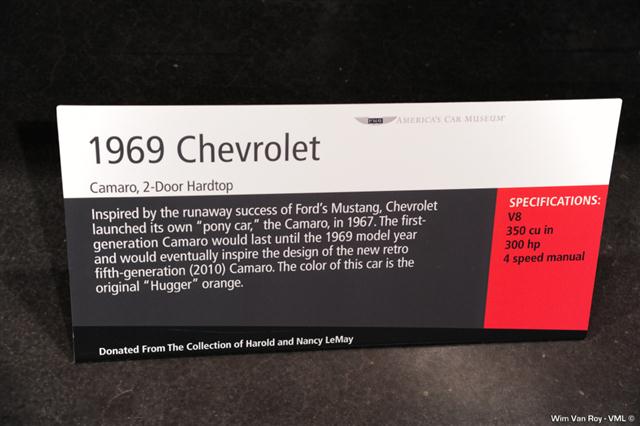 AMERICA'S CAR MUSEUM
1969 Chevrolet
Camaro, 2-Door Hardtop
Inspired by the runaway success of Ford's Mustang, Chevrolet
launched its own "pony car," the Camaro, in 1967. The first-
generation Camaro would last until the 1969 model year
and would eventually inspire the design of the new retro
fifth-generation (2010) Camaro. The color of this car is the
original "Hugger" orange.
SPECIFICATIONS:
V8
350 cu in
300 hp
4 speed manual
Donated From The Collection of Harold and Nancy LeMay
Wim Van Roy - VML ©